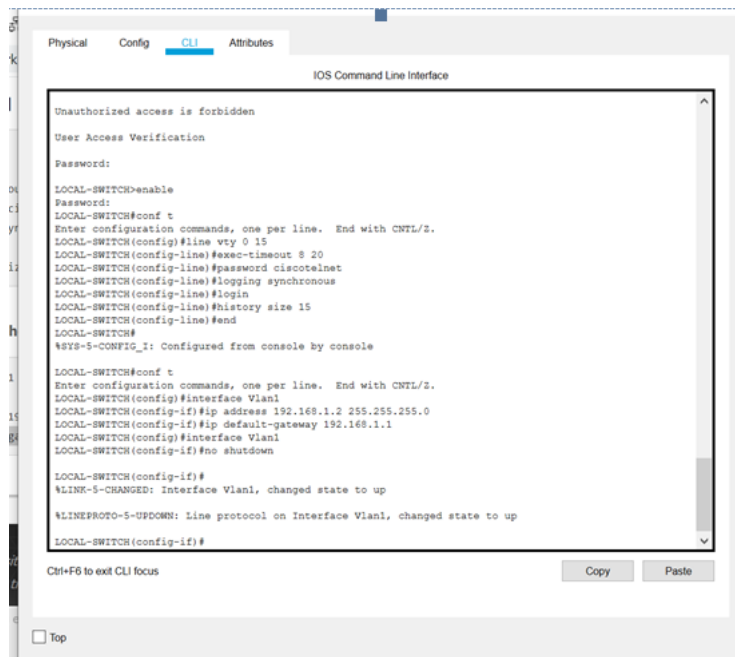 Physical Config CLI Attributes
IOS Command Line Interface
Unauthorized access is forbidden
User Access Verification
Password:
LOCAL-SWITCH>enable
Password:
LOCAL-SWITCH#conf t
Enter configuration commands, one per line. End with CNTL/Z.
LOCAL-SWITCH(config)#line vty 0 15
LOCAL-SWITCH(config-line)#exec-timeout 8 20
LOCAL-SWITCH(config-line)#password ciscotelnet
LOCAL-SWITCH(config-line)#logging synchronous
LOCAL-SWITCH(config-line)#login
LOCAL-SWITCH(config-line)#history size 15
LOCAL-SWITCH(config-line)#end
LOCAL-SWITCH#
%SYS-5-CONFIG_I: Configured from console by console
LOCAL-SWITCH#conf t
Enter configuration commands, one per line. End with CNTL/Z.
LOCAL-SWITCH(config)#interface Vlan1
LOCAL-SWITCH(config-if)#ip address 192.168.1.2 255.255.255.0
LOCAL-SWITCH(config-if)#ip default-gateway 192.168.1.1
LOCAL-SWITCH(config)#interface Vlan1
LOCAL-SWITCH(config-if)#no shutdown
LOCAL-SWITCH(config-if)#
%LINK-5-CHANGED: Interface Vlan1, changed state to up
%LINEPROTO-5-UPDOWN: Line protocol on Interface Vlan1, changed state to up
LOCAL-SWITCH(config-if)#
Ctrl+F6 to exit CLI focus
Copy Paste
Top